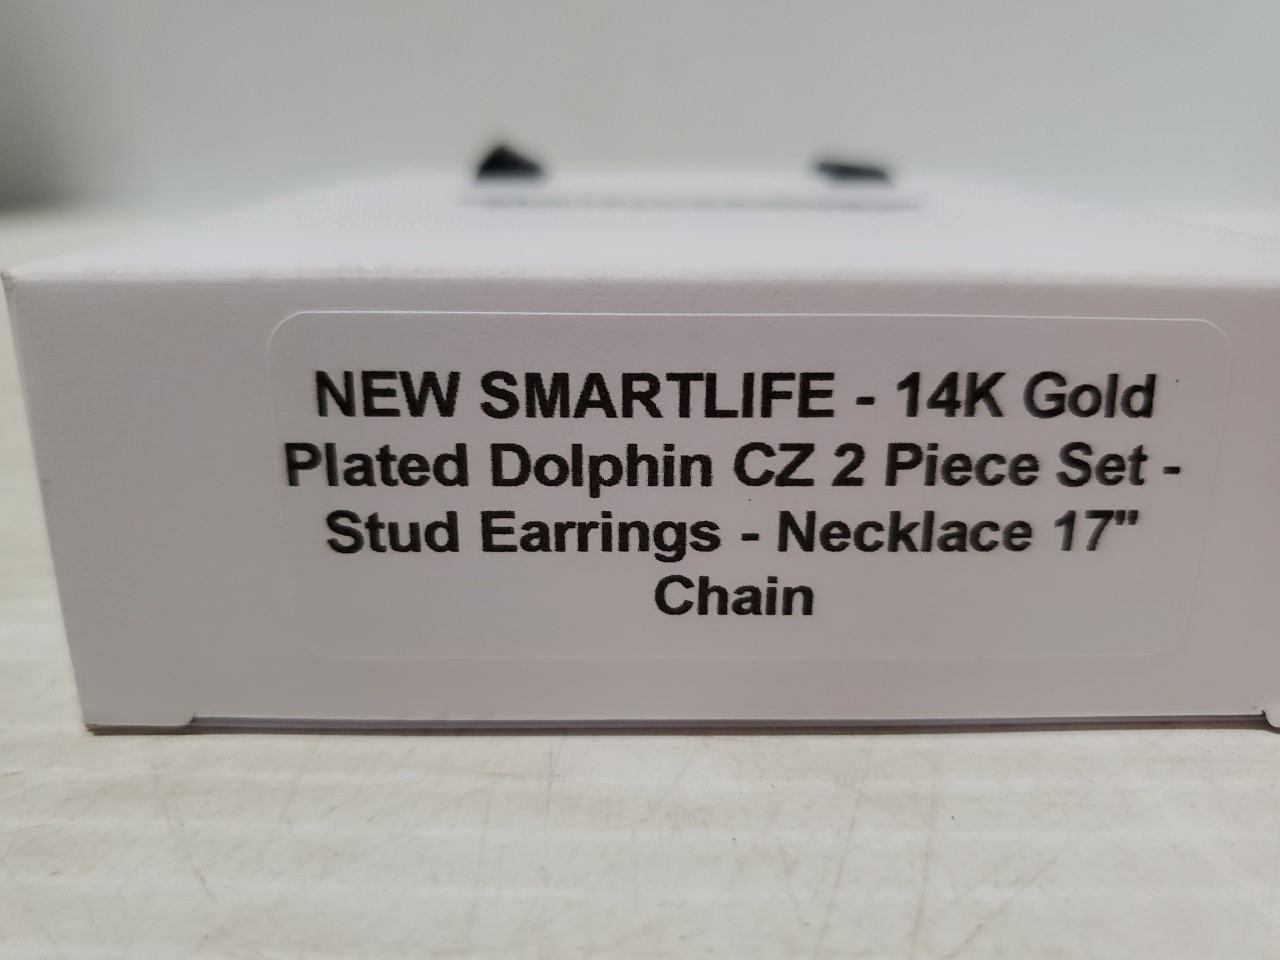 NEW SMARTLIFE - 14K Gold
Plated Dolphin CZ 2 Piece Set -
Stud Earrings - Necklace 17"
Chain